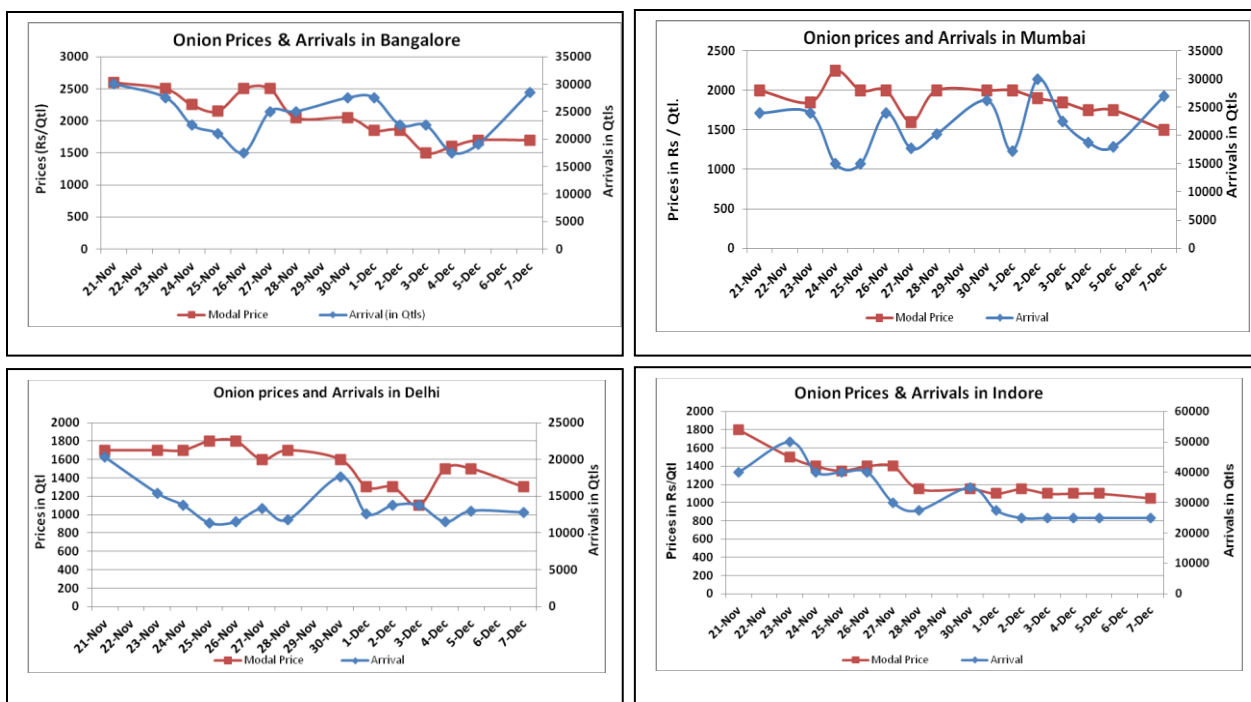 Onion Prices & Arrivals in Bangalore
Prices (Rs/Qtl)
3000
2500
2000
1500
1000
500
0
35000
30000
25000
20000
15000
10000
5000
0
Arrivals in Qtls
21-Nov
22-Nov
23-Nov
24-Nov
25-Nov
26-Nov
27-Nov
28-Nov
29-Nov
30-Nov
1-Dec
2-Dec
3-Dec
4-Dec
5-Dec
6-Dec
7-Dec
Modal Price
Arrival (in Qtls)
Onion prices and Arrivals in Mumbai
Prices in Rs / Qtl.
2500
2000
1500
1000
500
0
35000
30000
25000
20000
15000
10000
5000
0
Arrivals in Qtls
21-Nov
22-Nov
23-Nov
24-Nov
25-Nov
26-Nov
27-Nov
28-Nov
29-Nov
30-Nov
1-Dec
2-Dec
3-Dec
4-Dec
5-Dec
6-Dec
7-Dec
Modal Price
Arrival
Onion prices and Arrivals in Delhi
Prices in Qtl
2000
1800
1600
1400
1200
1000
800
600
400
200
0
25000
20000
15000
10000
5000
0
Arrivals in Qtls
21-Nov
22-Nov
23-Nov
24-Nov
25-Nov
26-Nov
27-Nov
28-Nov
29-Nov
30-Nov
1-Dec
2-Dec
3-Dec
4-Dec
5-Dec
6-Dec
7-Dec
Modal Price
Arrival
Onion Prices & Arrivals in Indore
Prices in Rs/Qtl
2000
1800
1600
1400
1200
1000
800
600
400
200
0
60000
50000
40000
30000
20000
10000
0
Arrivals in Qtls
21-Nov
22-Nov
23-Nov
24-Nov
25-Nov
26-Nov
27-Nov
28-Nov
29-Nov
30-Nov
1-Dec
2-Dec
3-Dec
4-Dec
5-Dec
6-Dec
7-Dec
Modal Price
Arrival